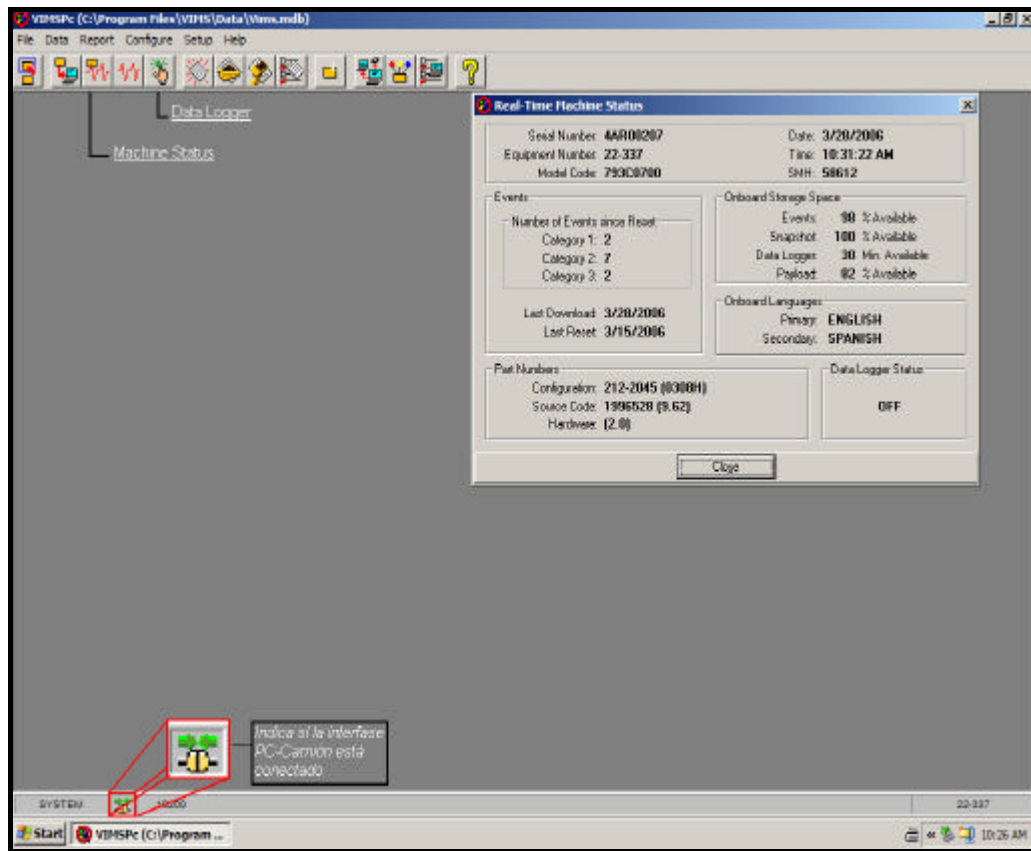 VIMSPc (C:\Program Files\VIMS\Data\Vims.mdb)
File Data Report Configure Setup Help
Data Logger
Machine Status
Real-Time Machine Status
Serial Number: 4AR00207
Equipment Number: 22-337
Model Code: 793C0700
Date: 3/28/2006
Time: 10:31:22 AM
SMH: 58612
Events
Number of Events since Reset
Category 1: 2
Category 2: 7
Category 3: 2
Last Download: 3/28/2006
Last Reset: 3/15/2006
Onboard Storage Space
Events: 98 % Available
Snapshot: 100 % Available
Data Logger: 30 Min. Available
Payload: 82 % Available
Onboard Languages
Primary: ENGLISH
Secondary: SPANISH
Part Numbers
Configuration: 212-2045 (0308H)
Source Code: 1996528 (9.62)
Hardware: (2.0)
Data Logger Status
OFF
Close
Indica si la interfase
PC-Camión está
conectado
SYSTEM
22-337
Start
VIMSPc (C:\Program ...
10:26 AM